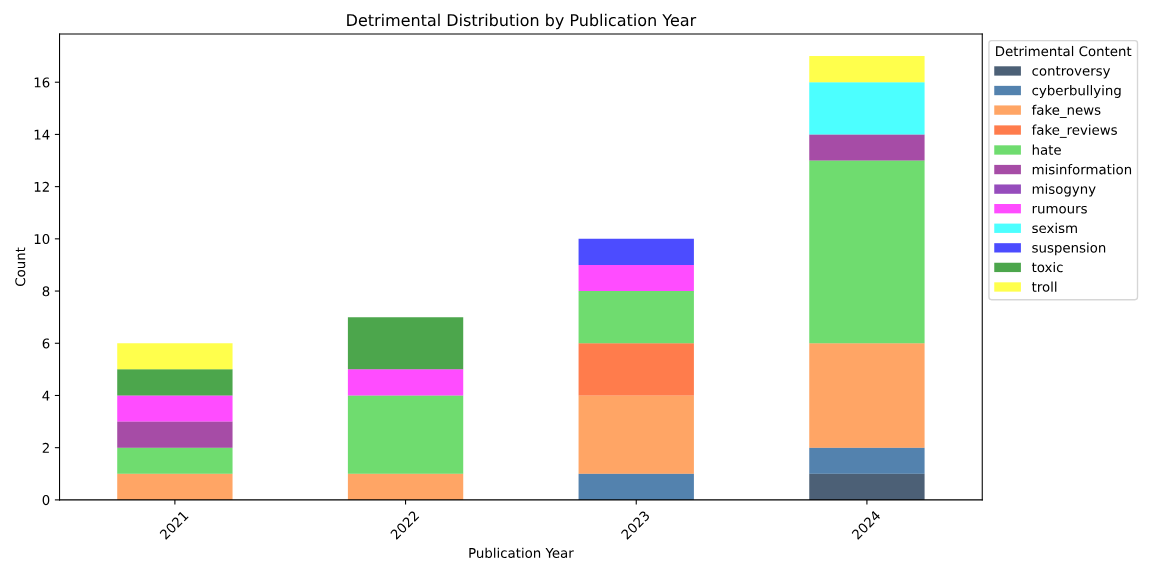 Detrimental Distribution by Publication Year
Count
16
14
12
10
8
6
4
2
0
2021
2022
2023
2024
Publication Year
Detrimental Content
controversy
cyberbullying
fake_news
fake_reviews
hate
misinformation
misogyny
rumours
sexism
suspension
toxic
troll